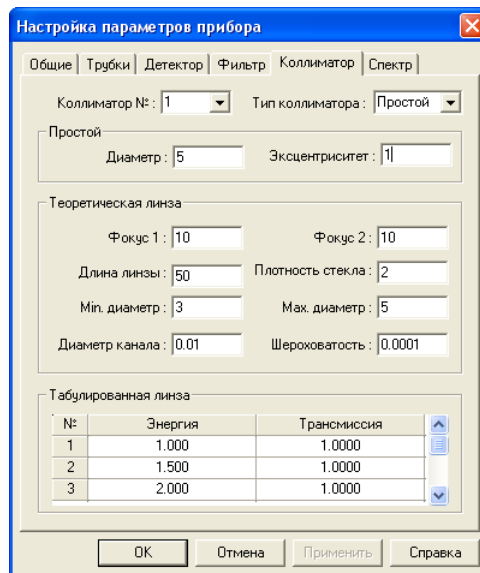 Настройка параметров прибора
Общие Трубки Детектор Фильтр Коллиматор Спектр
Коллиматор №: 1 Тип коллиматора: Простой
Простой
Диаметр: 5 Эксцентриситет: 1
Теоретическая линза
Фокус 1: 10 Фокус 2: 10
Длина линзы: 50 Плотность стекла: 2
Min. диаметр: 3 Max. диаметр: 5
Диаметр канала: 0.01 Шероховатость: 0.0001
Табулированная линза
№ Энергия Трансмиссия
1 1.000 1.0000
2 1.500 1.0000
3 2.000 1.0000
OK Отмена Применить Справка